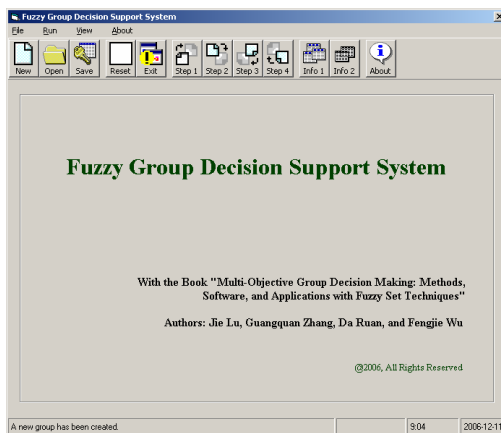 Fuzzy Group Decision Support System
File Run View About
New Open Save Reset Exit Step 1 Step 2 Step 3 Step 4 Info 1 Info 2 About
Fuzzy Group Decision Support System
With the Book "Multi-Objective Group Decision Making: Methods,
Software, and Applications with Fuzzy Set Techniques"
Authors: Jie Lu, Guangquan Zhang, Da Ruan, and Fengjie Wu
@2006, All Rights Reserved
A new group has been created. 9:04 2006-12-11